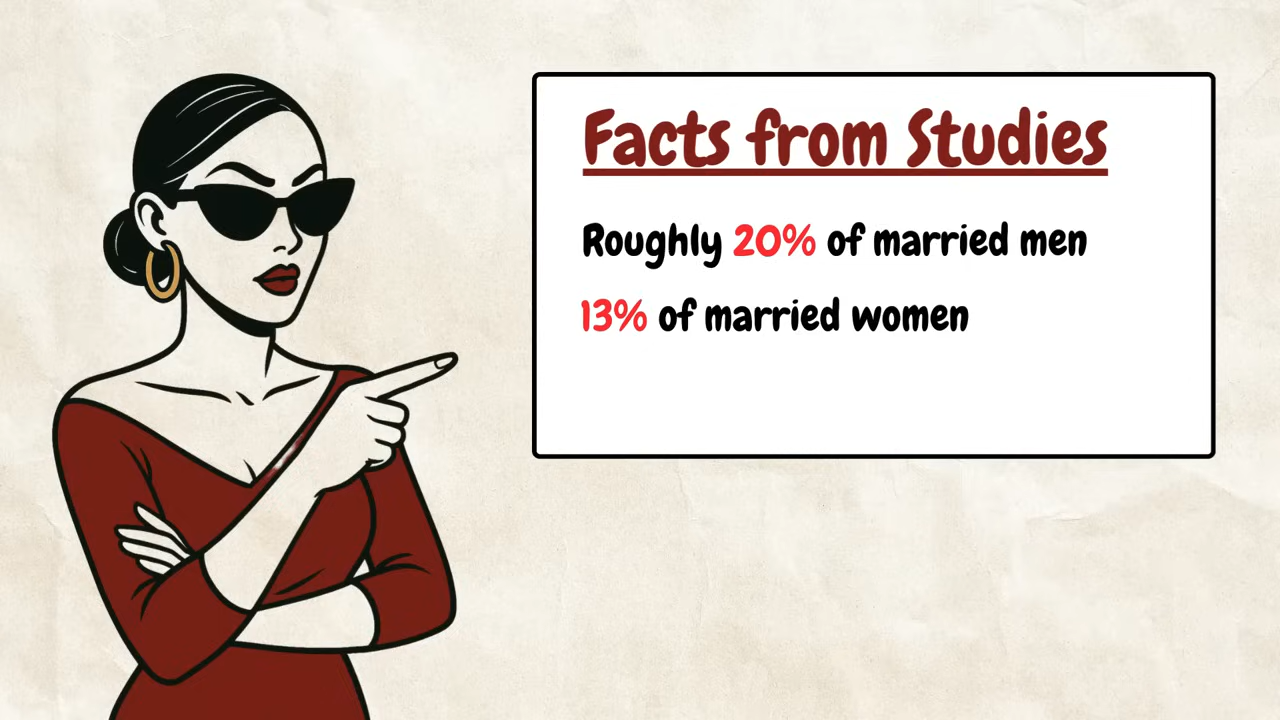 Facts from Studies
Roughly 20% of married men
13% of married women